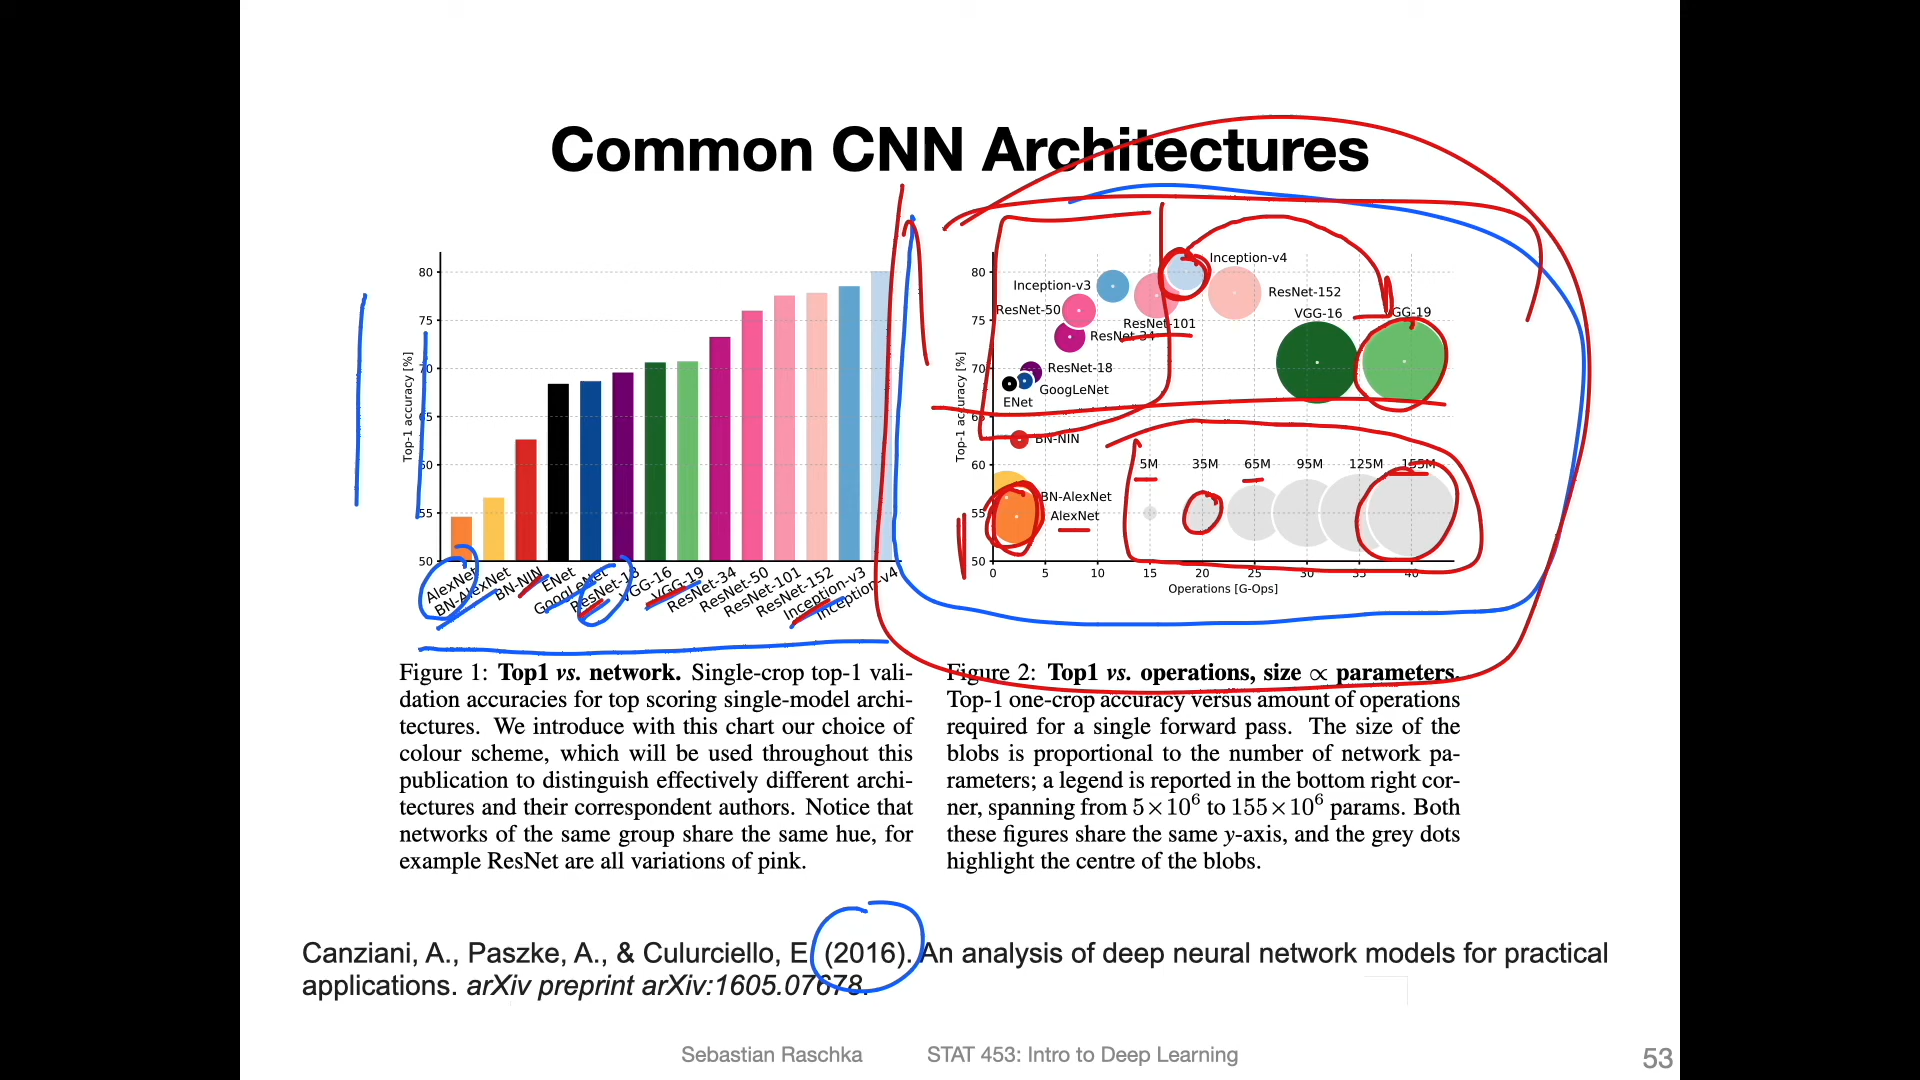 Common CNN Architectures
80
75
70
65
60
55
50
Top-1 accuracy [%]
AlexNet
BN-AlexNet
BN-NIN
ENet
GoogLeNet
ResNet-18
VGG-16
VGG-19
ResNet-34
ResNet-50
ResNet-101
ResNet-152
Inception-v3
Inception-v4
80
75
70
65
60
55
50
Top-1 accuracy [%]
Inception-v4
Inception-v3
ResNet-152
ResNet-50
VGG-16
VGG-19
ResNet-101
ResNet-34
ResNet-18
GoogLeNet
ENet
BN-NIN
5M 35M 65M 95M 125M 155M
BN-AlexNet
AlexNet
0 5 10 15 20 25 30 35 40
Operations [G-Ops]
Figure 1: Top1 vs. network. Single-crop top-1 vali-
dation accuracies for top scoring single-model archi-
tectures. We introduce with this chart our choice of
colour scheme, which will be used throughout this
publication to distinguish effectively different archi-
tectures and their correspondent authors. Notice that
networks of the same group share the same hue, for
example ResNet are all variations of pink.
Figure 2: Top1 vs. operations, size ∝ parameters.
Top-1 one-crop accuracy versus amount of operations
required for a single forward pass. The size of the
blobs is proportional to the number of network pa-
rameters; a legend is reported in the bottom right cor-
ner, spanning from 5×10⁶ to 155×10⁶ params. Both
these figures share the same y-axis, and the grey dots
highlight the centre of the blobs.
Canziani, A., Paszke, A., & Culurciello, E. (2016). An analysis of deep neural network models for practical
applications. arXiv preprint arXiv:1605.07678.
Sebastian Raschka STAT 453: Intro to Deep Learning 53